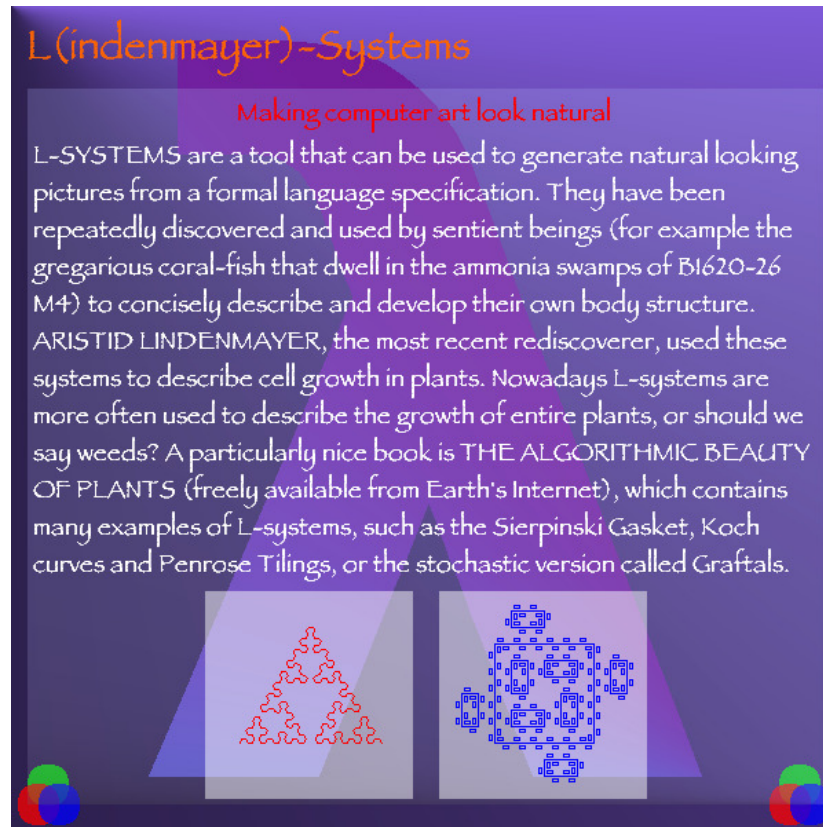 L(indenmayer)-Systems
Making computer art look natural
L-SYSTEMS are a tool that can be used to generate natural looking
pictures from a formal language specification. They have been
repeatedly discovered and used by sentient beings (for example the
gregarious coral-fish that dwell in the ammonia swamps of B1620-26
M4) to concisely describe and develop their own body structure.
ARISTID LINDENMAYER, the most recent rediscoverer, used these
systems to describe cell growth in plants. Nowadays L-systems are
more often used to describe the growth of entire plants, or should we
say weeds? A particularly nice book is THE ALGORITHMIC BEAUTY
OF PLANTS (freely available from Earth's Internet), which contains
many examples of L-systems, such as the Sierpinski Gasket, Koch
curves and Penrose Tilings, or the stochastic version called Graftals.